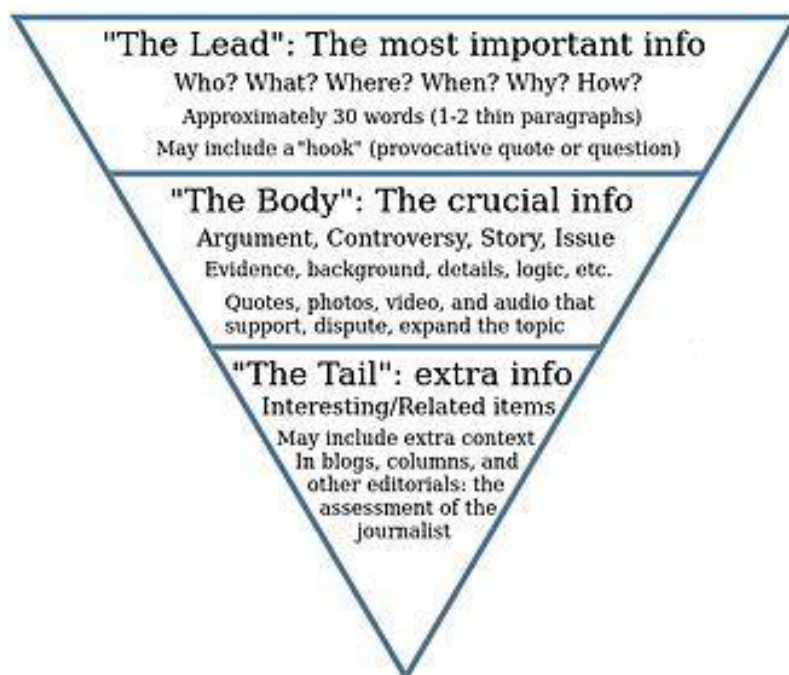 "The Lead": The most important info
Who? What? Where? When? Why? How?
Approximately 30 words (1-2 thin paragraphs)
May include a "hook" (provocative quote or question)
"The Body": The crucial info
Argument, Controversy, Story, Issue
Evidence, background, details, logic, etc.
Quotes, photos, video, and audio that
support, dispute, expand the topic
"The Tail": extra info
Interesting/Related items
May include extra context
In blogs, columns, and
other editorials: the
assessment of the
journalist